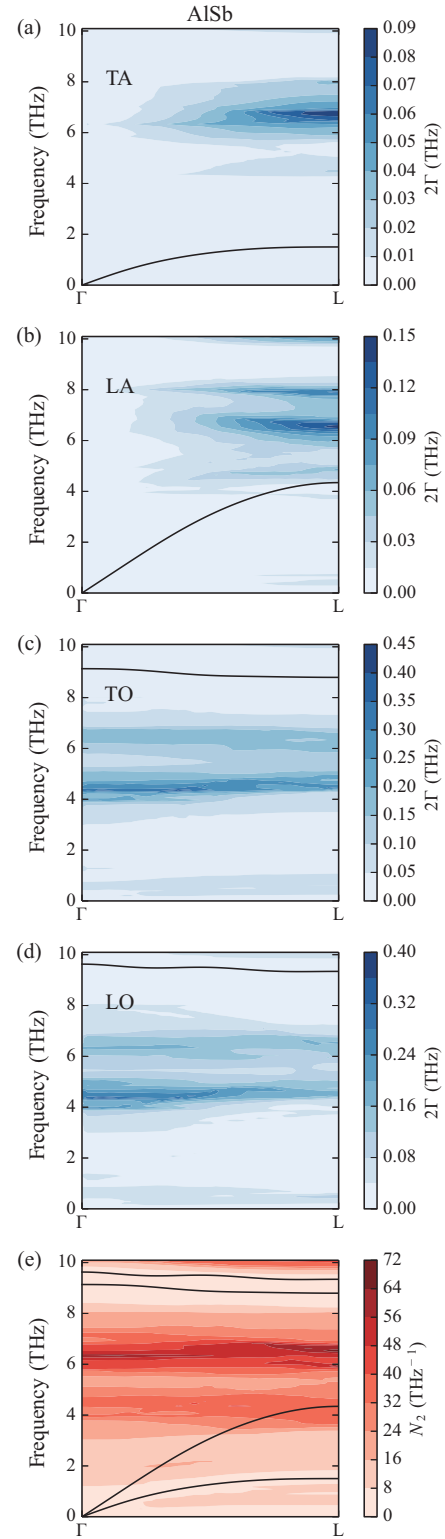 AlSb
(a)
TA
Frequency (THz)
10
8
6
4
2
0
Γ
L
0.09
0.08
0.07
0.06
0.05
0.04
0.03
0.02
0.01
0.00
2Γ (THz)
(b)
LA
Frequency (THz)
10
8
6
4
2
0
Γ
L
0.15
0.12
0.09
0.06
0.03
0.00
2Γ (THz)
(c)
TO
Frequency (THz)
10
8
6
4
2
0
Γ
L
0.45
0.40
0.35
0.30
0.25
0.20
0.15
0.10
0.05
0.00
2Γ (THz)
(d)
LO
Frequency (THz)
10
8
6
4
2
0
Γ
L
0.40
0.32
0.24
0.16
0.08
0.00
2Γ (THz)
(e)
Frequency (THz)
10
8
6
4
2
0
Γ
L
72
64
56
48
40
32
24
16
8
0
N₂ (THz⁻¹)